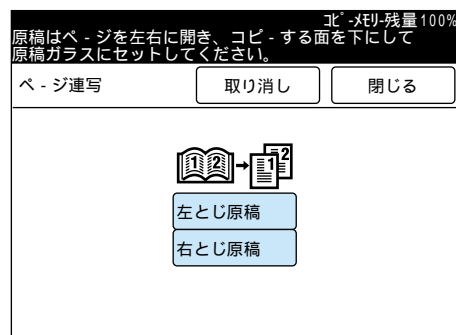 ｺﾋﾟ-ﾒﾓﾘ-残量100%
原稿はペ-ジを左右に開き、コピ-する面を下にして
原稿ガラスにセットしてください。
ペ-ジ連写 取り消し 閉じる
1 2 1 2
左とじ原稿
右とじ原稿